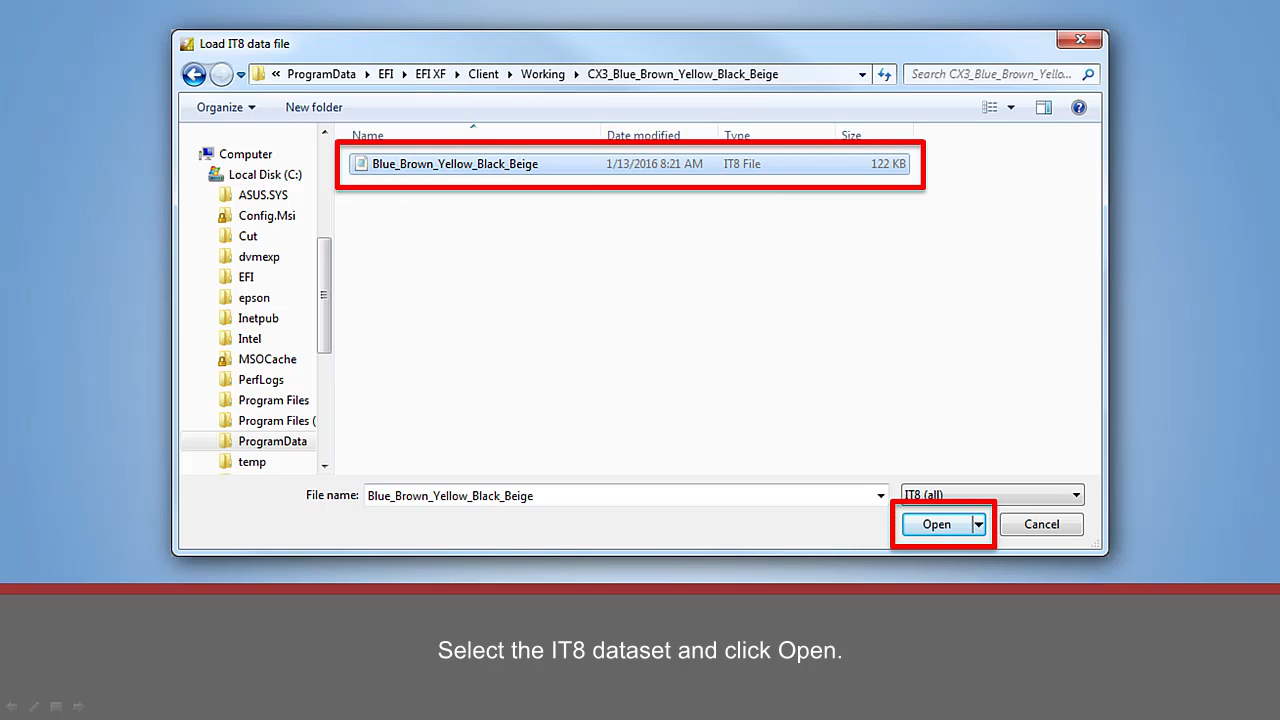 Load IT8 data file
« ProgramData EFI EFI XF Client Working CX3_Blue_Brown_Yellow_Black_Beige Search CX3_Blue_Brown_Yello...
Organize New folder
Name Date modified Type Size
Blue_Brown_Yellow_Black_Beige 1/13/2016 8:21 AM IT8 File 122 KB
Computer
Local Disk (C:)
ASUS.SYS
Config.Msi
Cut
dvmexp
EFI
epson
Inetpub
Intel
MSOCache
PerfLogs
Program Files
Program Files (
ProgramData
temp
File name: Blue_Brown_Yellow_Black_Beige IT8 (all)
Open Cancel
Select the IT8 dataset and click Open.